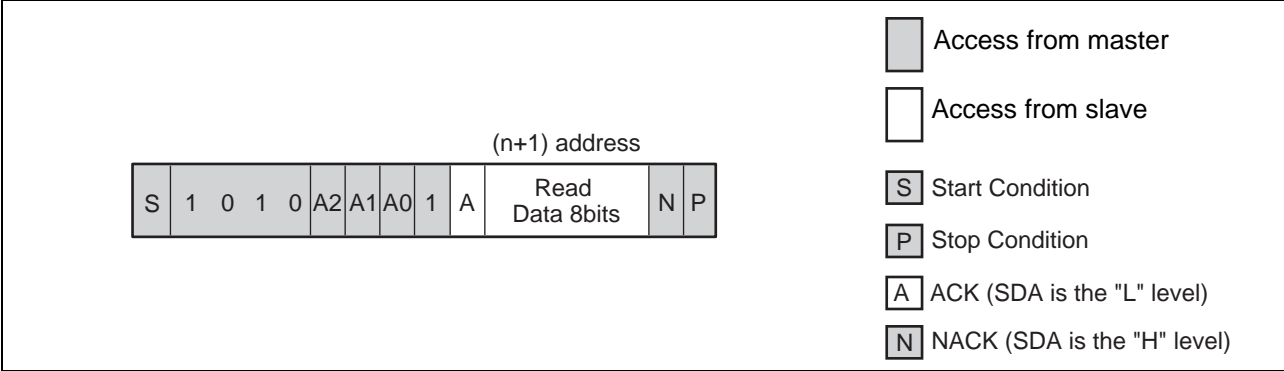 (n+1) address
S 1 0 1 0 A2 A1 A0 1 A Read Data 8bits N P
Access from master
Access from slave
S Start Condition
P Stop Condition
A ACK (SDA is the "L" level)
N NACK (SDA is the "H" level)